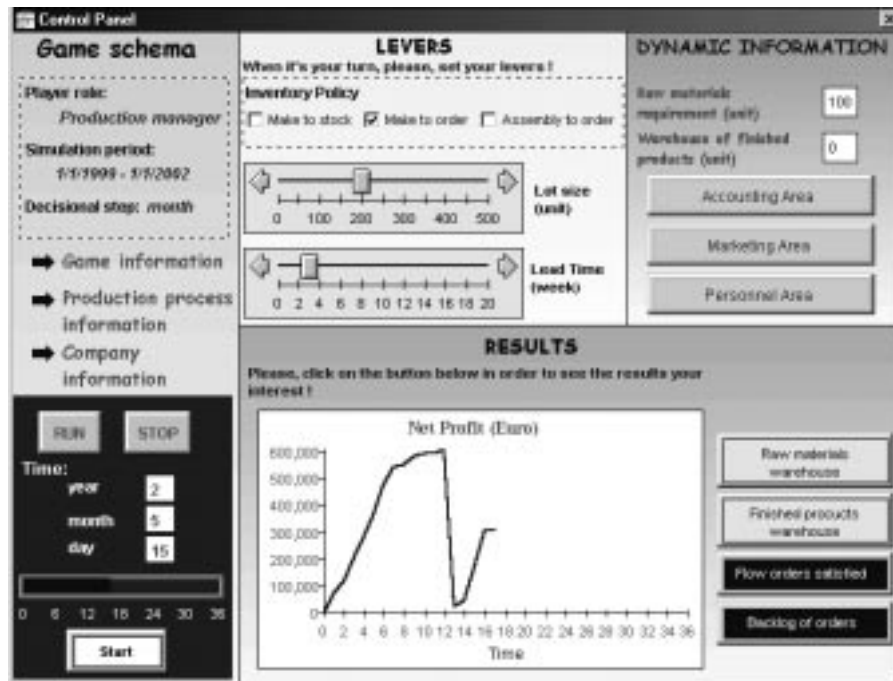 Control Panel
Game schema
Player role:
Production manager
Simulation period:
1/1/1999 - 1/1/2002
Decisional step: month
Game information
Production process
information
Company
information
RUN
STOP
Time:
year 2
month 5
day 15
0 6 12 18 24 30 36
Start
LEVERS
When it's your turn, please, set your levers !
Inventory Policy
Make to stock Make to order Assembly to order
0 100 200 300 400 500
Lot size
(unit)
0 2 4 6 8 10 12 14 16 18 20
Lead Time
(week)
DYNAMIC INFORMATION
Raw materials
requirement (unit)
100
Warehouse of finished
products (unit)
0
Accounting Area
Marketing Area
Personnel Area
RESULTS
Please, click on the button below in order to see the results your
interest !
Net Profit (Euro)
600,000
500,000
400,000
300,000
200,000
100,000
0
0 2 4 6 8 10 12 14 16 18 20 22 24 26 28 30 32 34 36
Time
Raw materials
warehouse
Finished products
warehouse
Flow orders satisfied
Backlog of orders